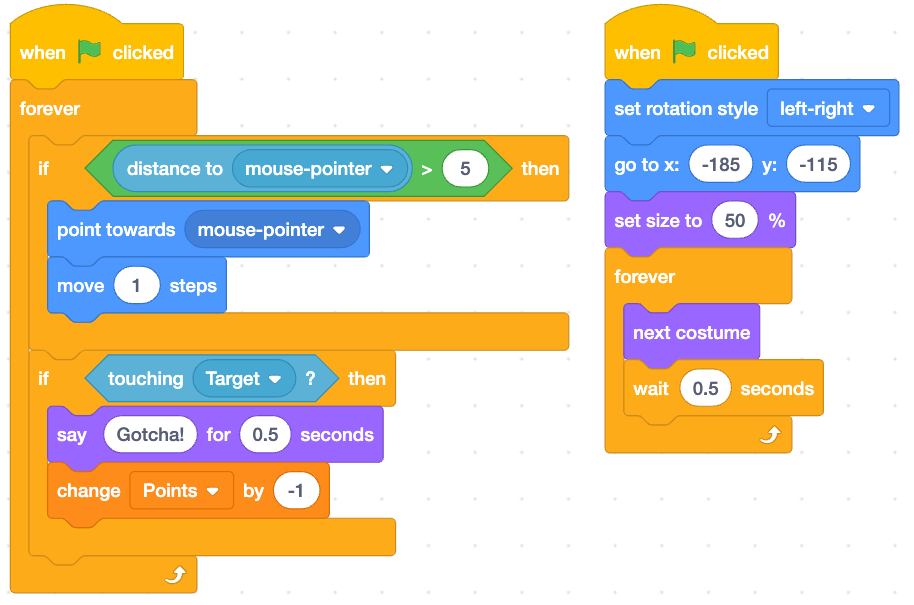 when clicked
forever
if distance to mouse-pointer > 5 then
point towards mouse-pointer
move 1 steps
if touching Target ? then
say Gotcha! for 0.5 seconds
change Points by -1
when clicked
set rotation style left-right
go to x: -185 y: -115
set size to 50 %
forever
next costume
wait 0.5 seconds